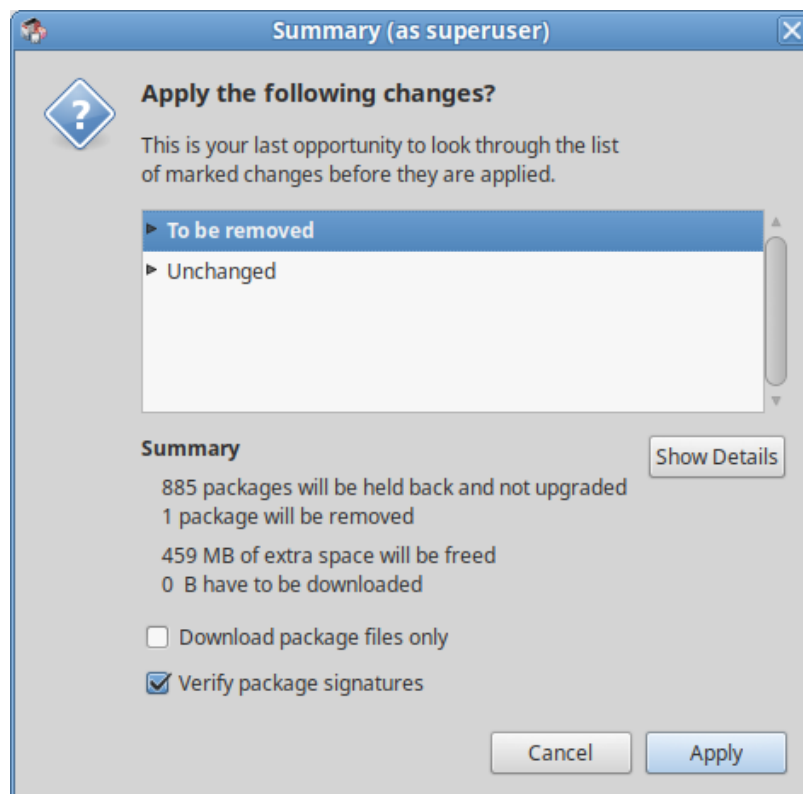 Summary (as superuser)
Apply the following changes?
This is your last opportunity to look through the list
of marked changes before they are applied.
To be removed
Unchanged
Summary
Show Details
885 packages will be held back and not upgraded
1 package will be removed
459 MB of extra space will be freed
0 B have to be downloaded
Download package files only
Verify package signatures
Cancel
Apply